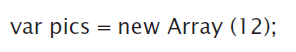 var pics = new Array (12);